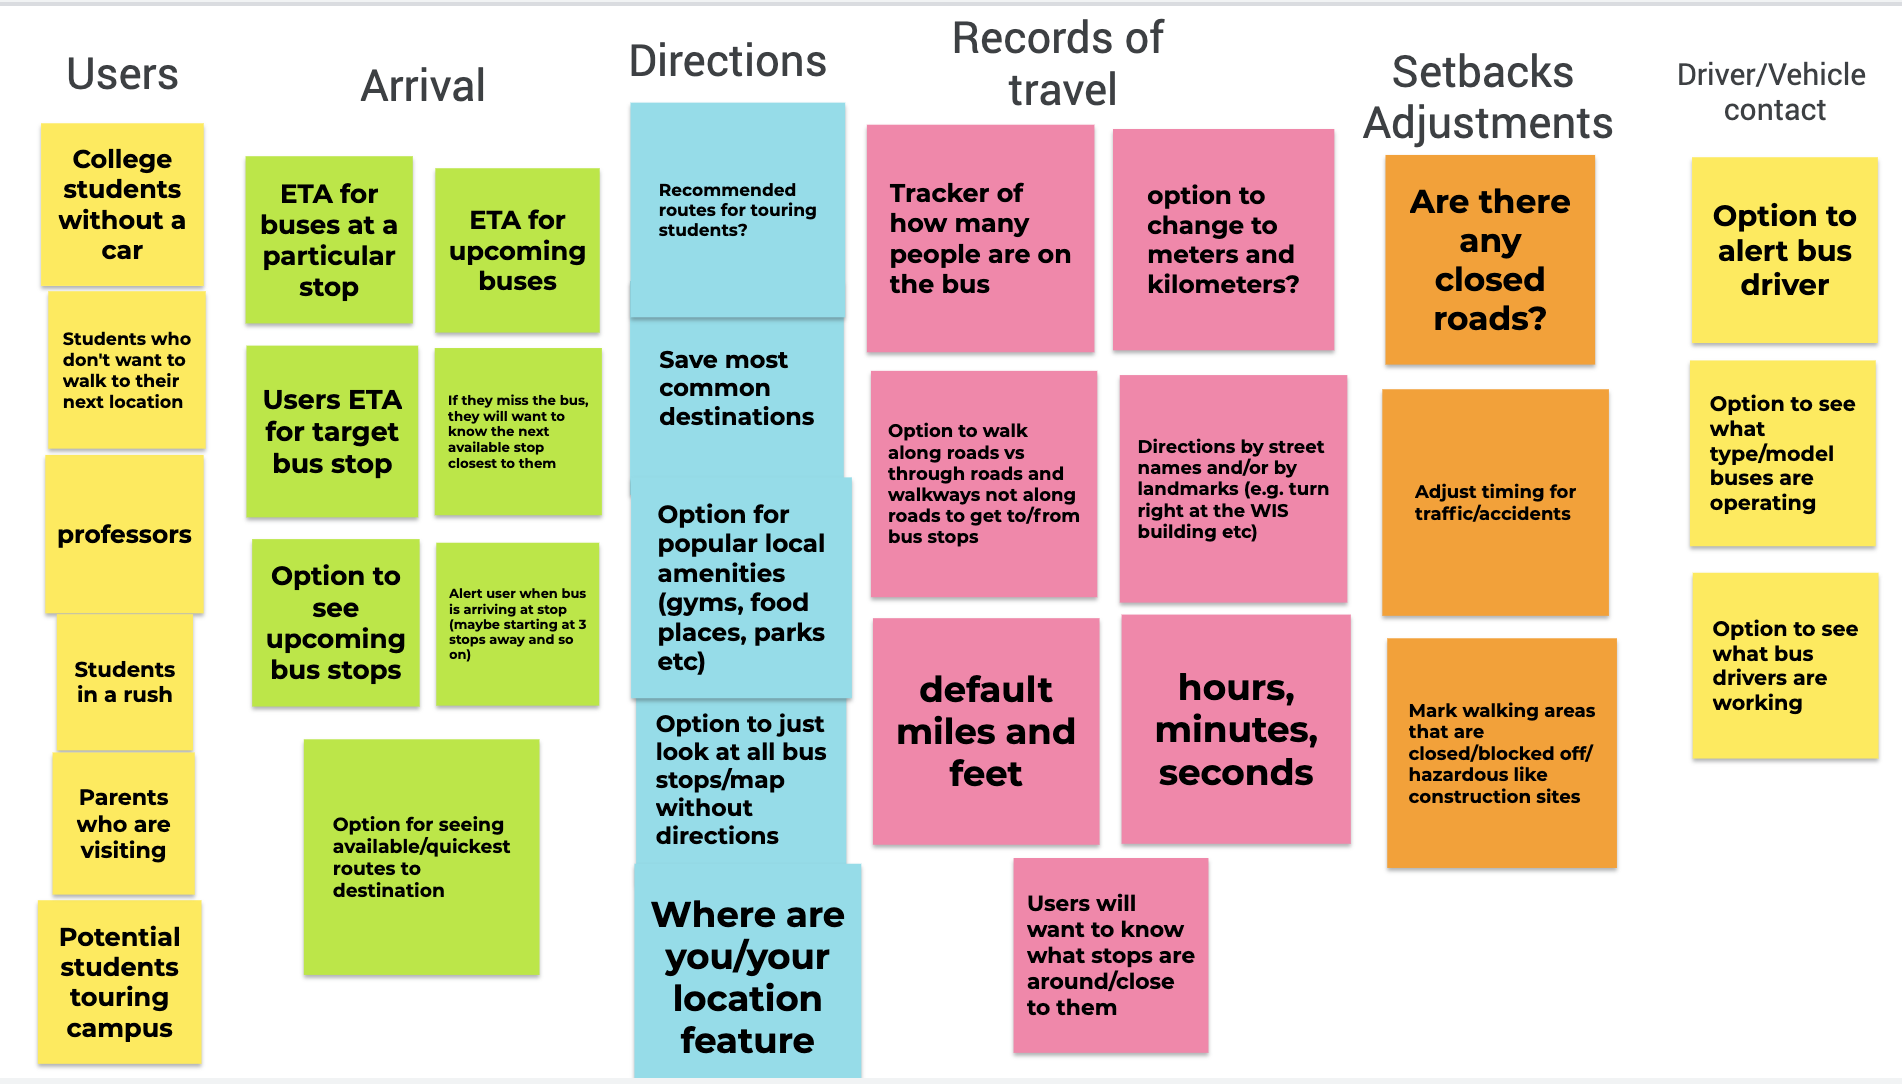 Users
College
students
without a
car
Students who
don't want to
walk to their
next location
professors
Students
in a rush
Parents
who are
visiting
Potential
students
touring
campus
Arrival
ETA for
buses at a
particular
stop
ETA for
upcoming
buses
Users ETA
for target
bus stop
If they miss the bus,
they will want to
know the next
available stop
closest to them
Option to
see
upcoming
bus stops
Alert user when bus
is arriving at stop
(maybe starting at 3
stops away and so
on)
Option for seeing
available/quickest
routes to
destination
Directions
Recommended
routes for touring
students?
Save most
common
destinations
Option for
popular local
amenities
(gyms, food
places, parks
etc)
Option to just
look at all bus
stops/map
without
directions
Where are
you/your
location
feature
Records of
travel
Tracker of
how many
people are on
the bus
option to
change to
meters and
kilometers?
Option to walk
along roads vs
through roads and
walkways not along
roads to get to/from
bus stops
Directions by street
names and/or by
landmarks (e.g. turn
right at the WIS
building etc)
default
miles and
feet
hours,
minutes,
seconds
Users will
want to know
what stops are
around/close
to them
Setbacks
Adjustments
Are there
any
closed
roads?
Adjust timing for
traffic/accidents
Mark walking areas
that are
closed/blocked off/
hazardous like
construction sites
Driver/Vehicle
contact
Option to
alert bus
driver
Option to see
what
type/model
buses are
operating
Option to see
what bus
drivers are
working